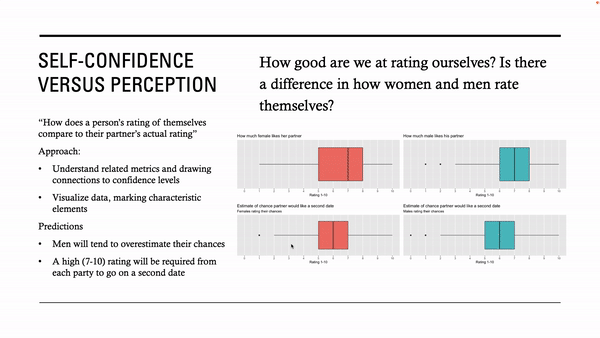 SELF-CONFIDENCE
VERSUS PERCEPTION
How good are we at rating ourselves? Is there
a difference in how women and men rate
themselves?
“How does a person's rating of themselves
compare to their partner's actual rating”
Approach:
• Understand related metrics and drawing
connections to confidence levels
• Visualize data, marking characteristic
elements
Predictions
• Men will tend to overestimate their chances
• A high (7-10) rating will be required from
each party to go on a second date
How much female likes her partner
0 1 2 3 4 5 6 7 8 9 10
Rating 1-10
How much male likes his partner
0 1 2 3 4 5 6 7 8 9 10
Rating 1-10
Estimate of chance partner would like a second date
Females rating their chances
0 1 2 3 4 5 6 7 8 9 10
Rating 1-10
Estimate of chance partner would like a second date
Males rating their chances
0 1 2 3 4 5 6 7 8 9 10
Rating 1-10